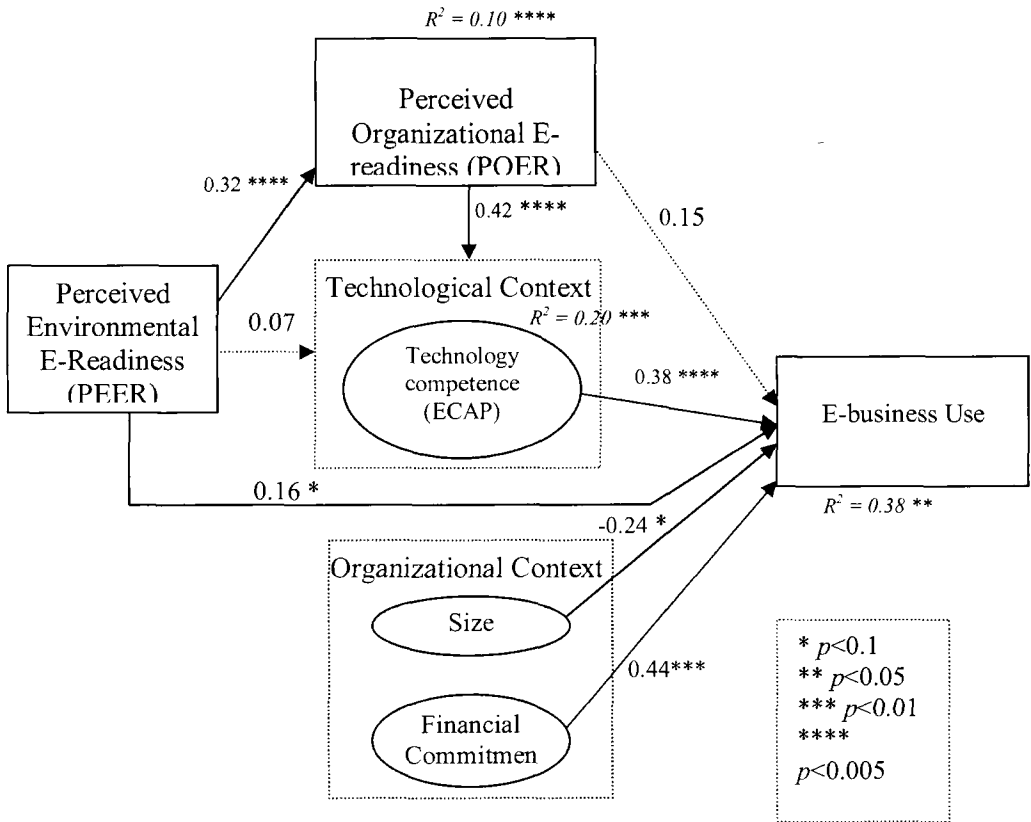 R² = 0.10 ****
Perceived
Organizational E-
readiness (POER)
0.32 ****
0.42 ****
0.15
Perceived
Environmental
E-Readiness
(PEER)
0.07
Technological Context
R² = 0.20 ***
Technology
competence
(ECAP)
0.38 ****
E-business Use
R² = 0.38 **
0.16 *
-0.24 *
Organizational Context
Size
0.44***
Financial
Commitmen
* p<0.1
** p<0.05
*** p<0.01
****
p<0.005